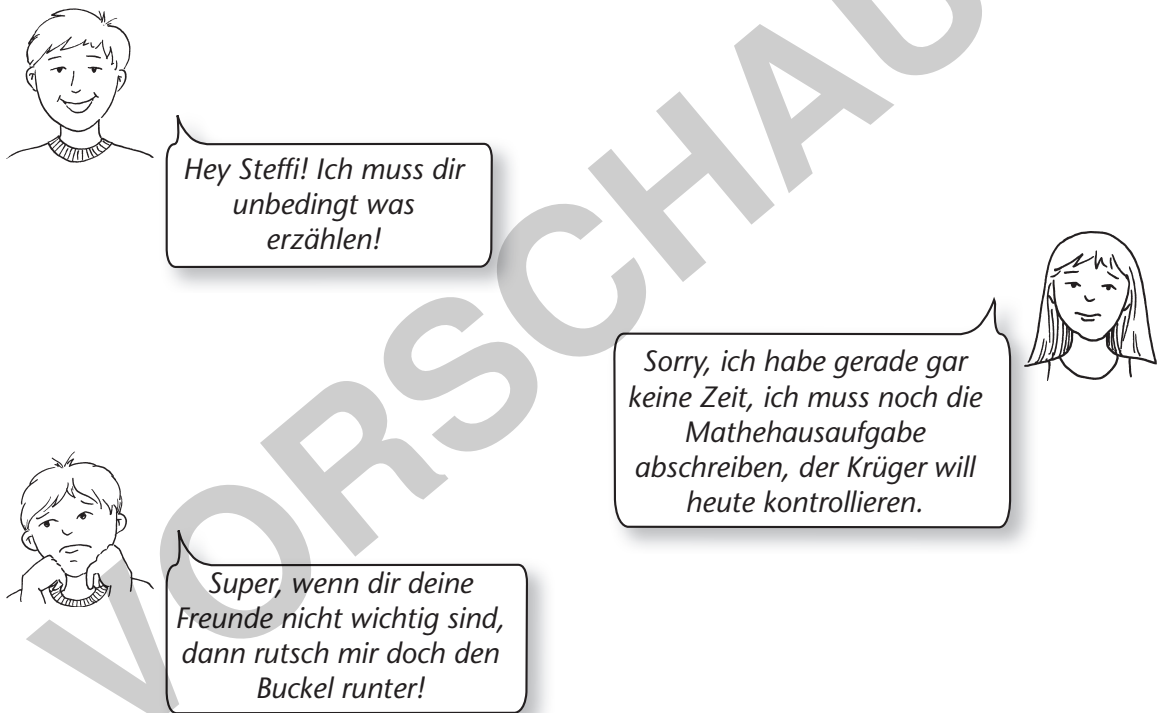 Hey Steffi! Ich muss dir
unbedingt was
erzählen!
Sorry, ich habe gerade gar
keine Zeit, ich muss noch die
Mathehausaufgabe
abschreiben, der Krüger will
heute kontrollieren.
Super, wenn dir deine
Freunde nicht wichtig sind,
dann rutsch mir doch den
Buckel runter!
VORSCHAU